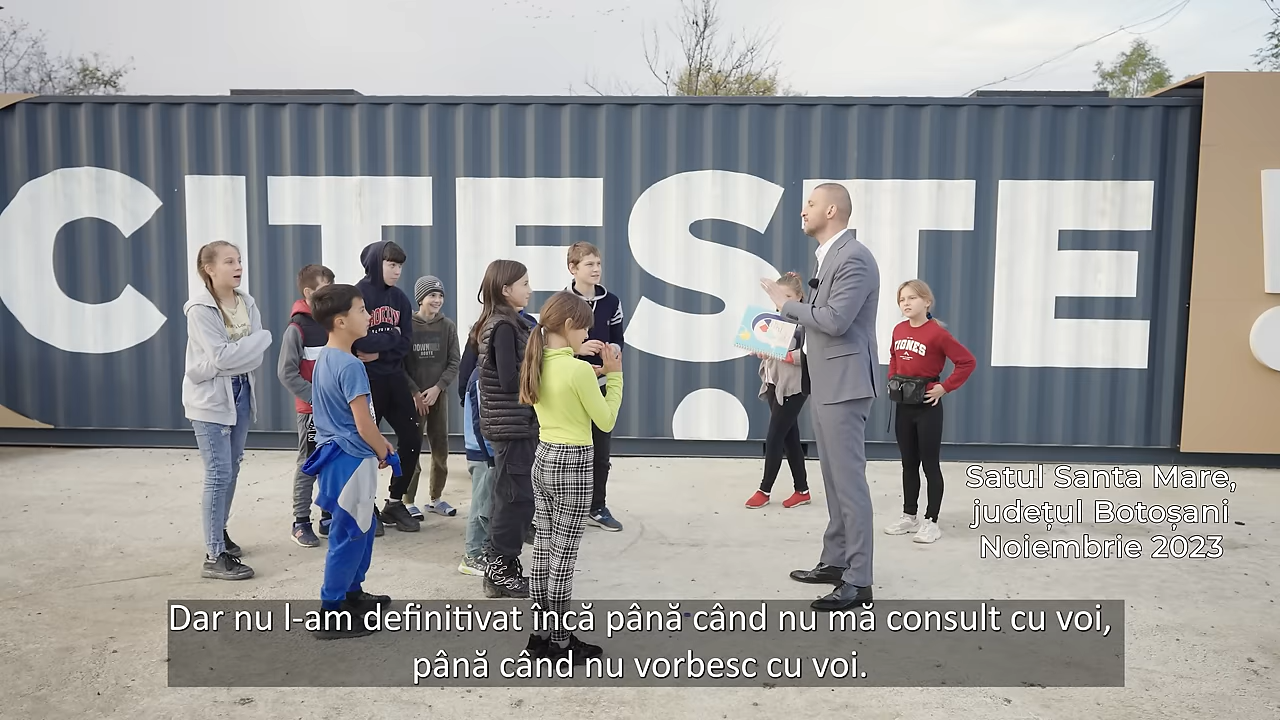 CITEȘTE!
TIGNES
Satul Santa Mare,
județul Botoșani
Noiembrie 2023
Dar nu l-am definitivat încă până când nu mă consult cu voi,
până când nu vorbesc cu voi.